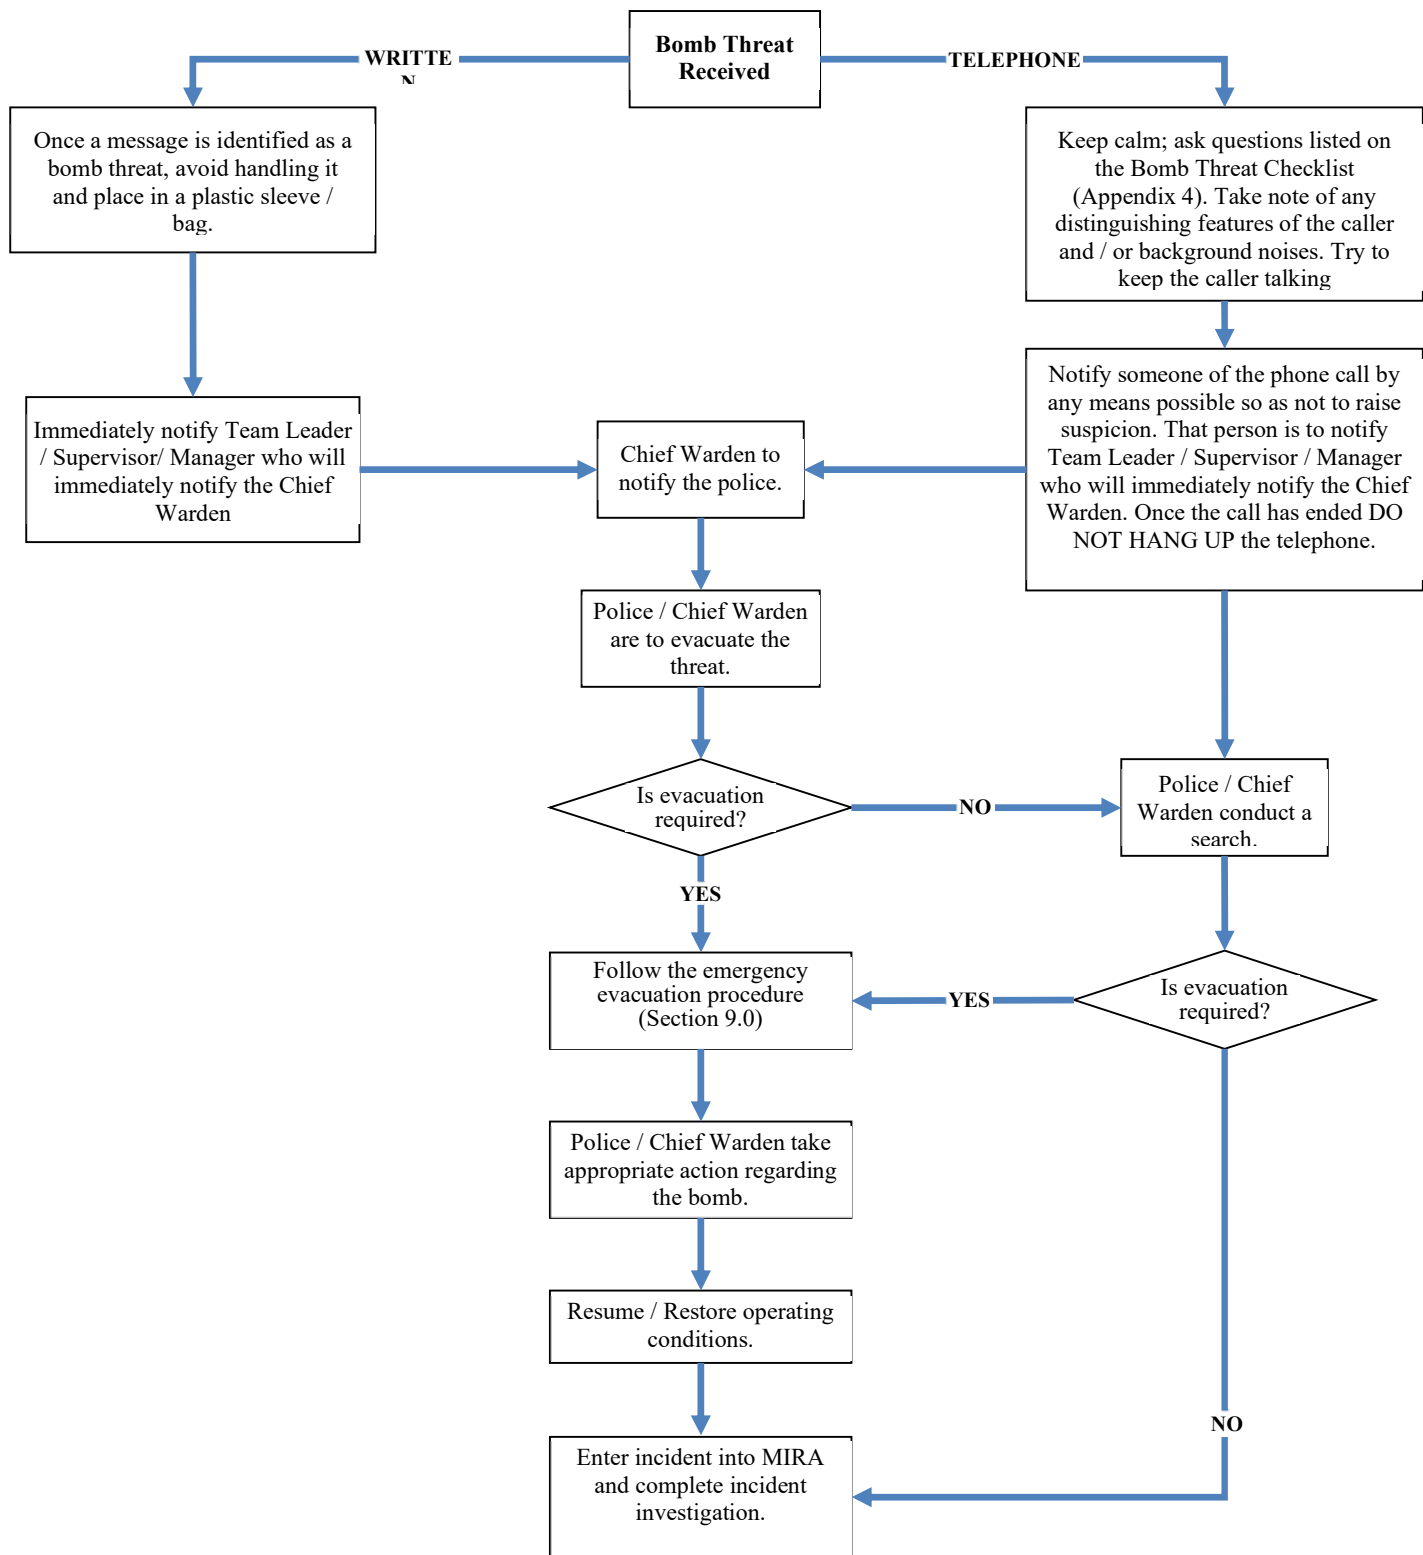 Bomb Threat
Received
WRITTE
N
TELEPHONE
Once a message is identified as a
bomb threat, avoid handling it
and place in a plastic sleeve /
bag.
Keep calm; ask questions listed on
the Bomb Threat Checklist
(Appendix 4). Take note of any
distinguishing features of the caller
and / or background noises. Try to
keep the caller talking
Immediately notify Team Leader
/ Supervisor/ Manager who will
immediately notify the Chief
Warden
Chief Warden to
notify the police.
Notify someone of the phone call by
any means possible so as not to raise
suspicion. That person is to notify
Team Leader / Supervisor / Manager
who will immediately notify the Chief
Warden. Once the call has ended DO
NOT HANG UP the telephone.
Police / Chief Warden
are to evacuate the
threat.
Is evacuation
required?
NO
Police / Chief
Warden conduct a
search.
YES
Follow the emergency
evacuation procedure
(Section 9.0)
YES
Is evacuation
required?
Police / Chief Warden take
appropriate action regarding
the bomb.
Resume / Restore operating
conditions.
NO
Enter incident into MIRA
and complete incident
investigation.